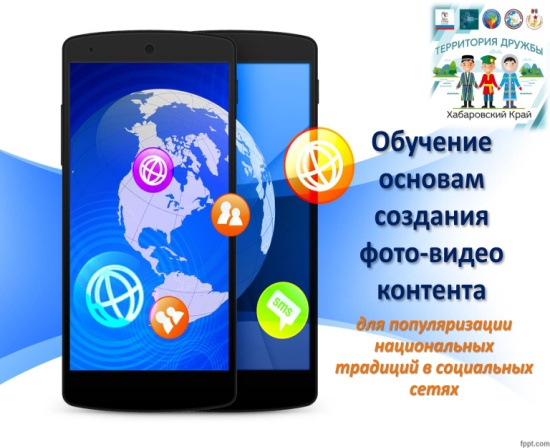 ТЕРРИТОРИЯ ДРУЖБЫ
Хабаровский Край
Обучение
основам
создания
фото-видео
контента
для популяризации
национальных
традиций в социальных
сетях
sms
fppt.com